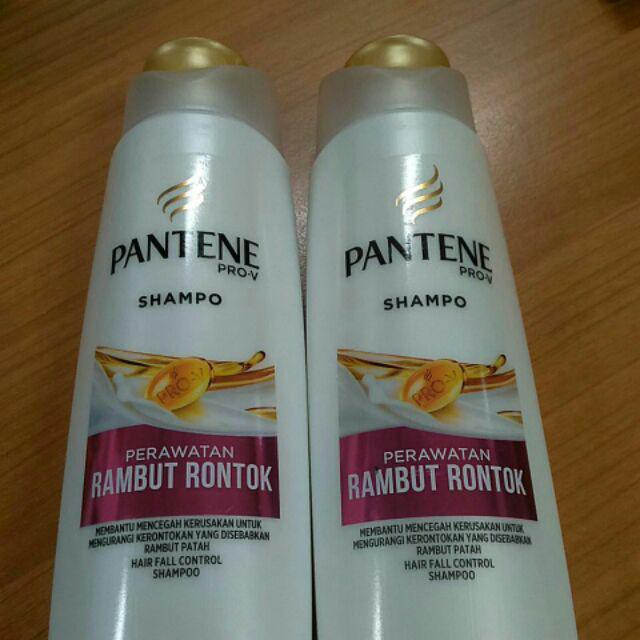 PANTENE
PRO-V
SHAMPO
PRO-V
PERAWATAN
RAMBUT RONTOK
MEMBANTU MENCEGAH KERUSAKAN UNTUK
MENGURANGI KERONTOKAN YANG DISEBABKAN
RAMBUT PATAH
HAIR FALL CONTROL
SHAMPOO
PANTENE
PRO-V
SHAMPO
PRO-V
PERAWATAN
RAMBUT RONTOK
MEMBANTU MENCEGAH KERUSAKAN UNTUK
MENGURANGI KERONTOKAN YANG DISEBABKAN
RAMBUT PATAH
HAIR FALL CONTROL
SHAMPOO